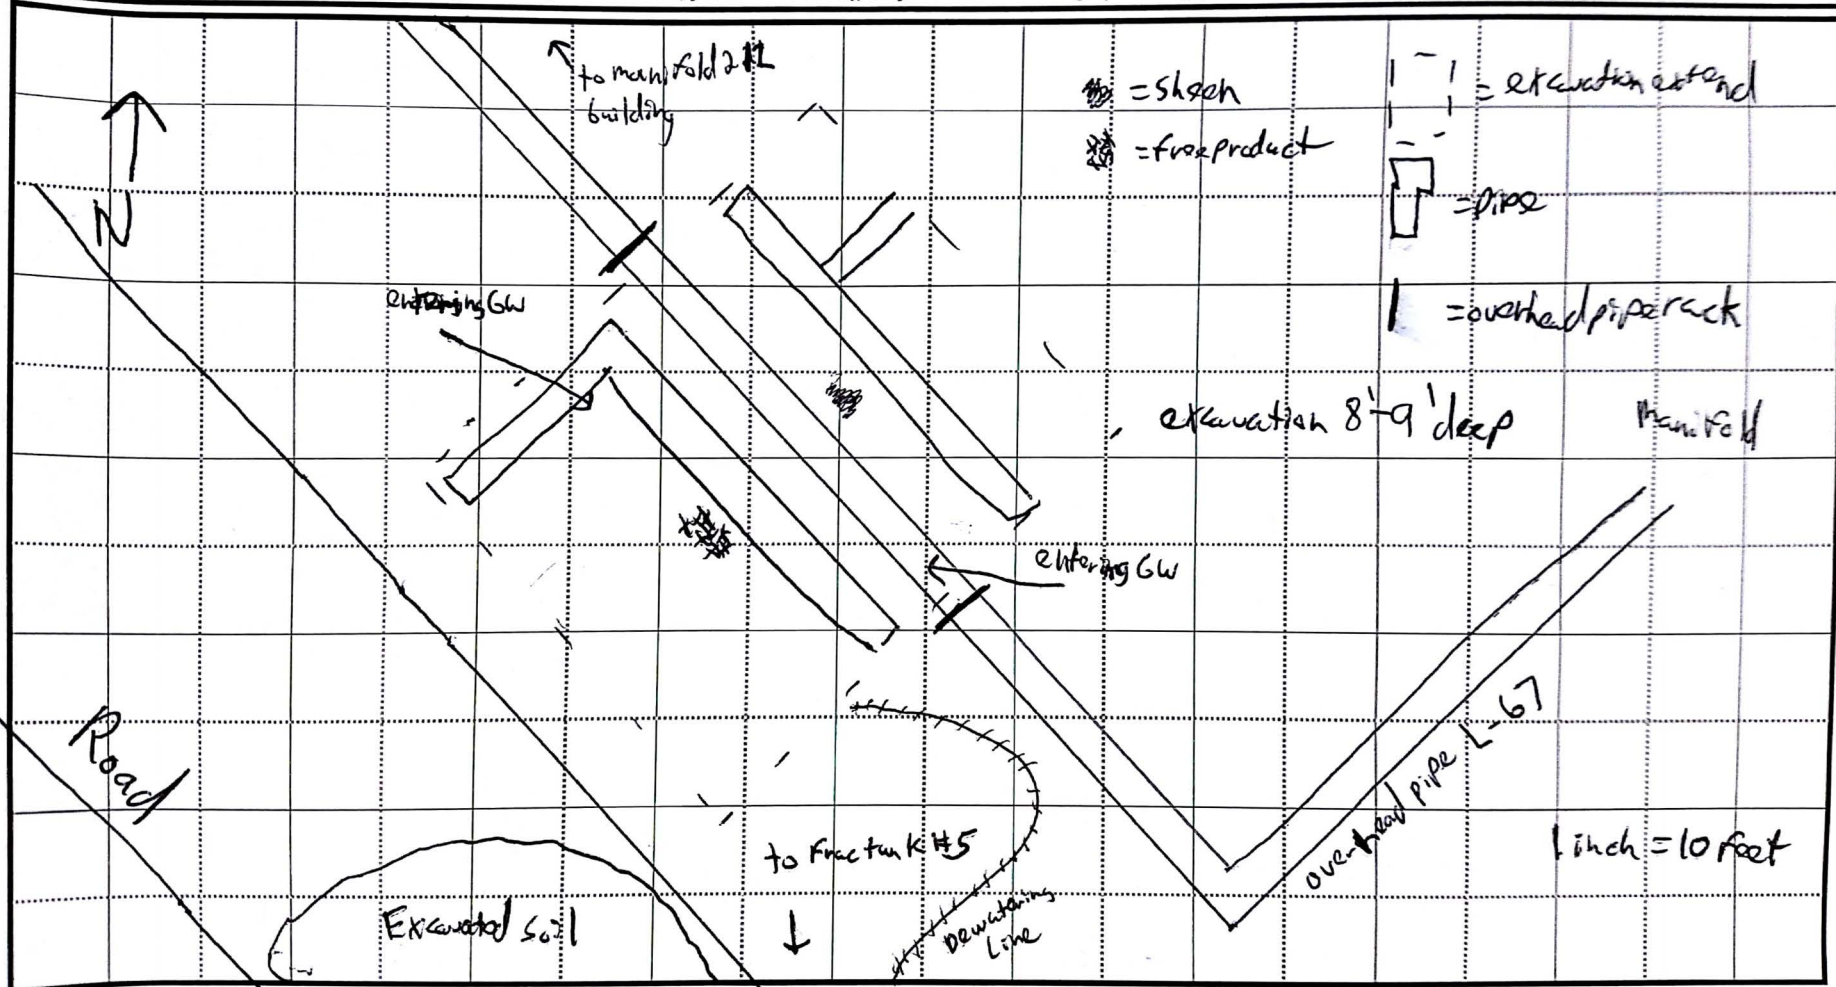 to manifold 2
building
= Sheen
= free product
= excavation extend
= pipe
= overhead pipe rack
N
entering GW
excavation 8'-9' deep
Manifold
entering GW
Road
overhead pipe L-67
1 inch = 10 feet
to Frac tank #5
Dewatering
Line
Excavated soil